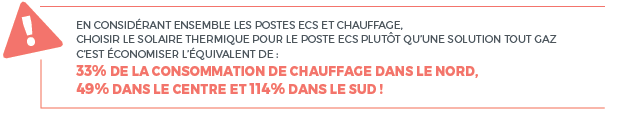 EN CONSIDÉRANT ENSEMBLE LES POSTES ECS ET CHAUFFAGE,
CHOISIR LE SOLAIRE THERMIQUE POUR LE POSTE ECS PLUTÔT QU'UNE SOLUTION TOUT GAZ
C'EST ÉCONOMISER L'ÉQUIVALENT DE :
33% DE LA CONSOMMATION DE CHAUFFAGE DANS LE NORD,
49% DANS LE CENTRE ET 114% DANS LE SUD !